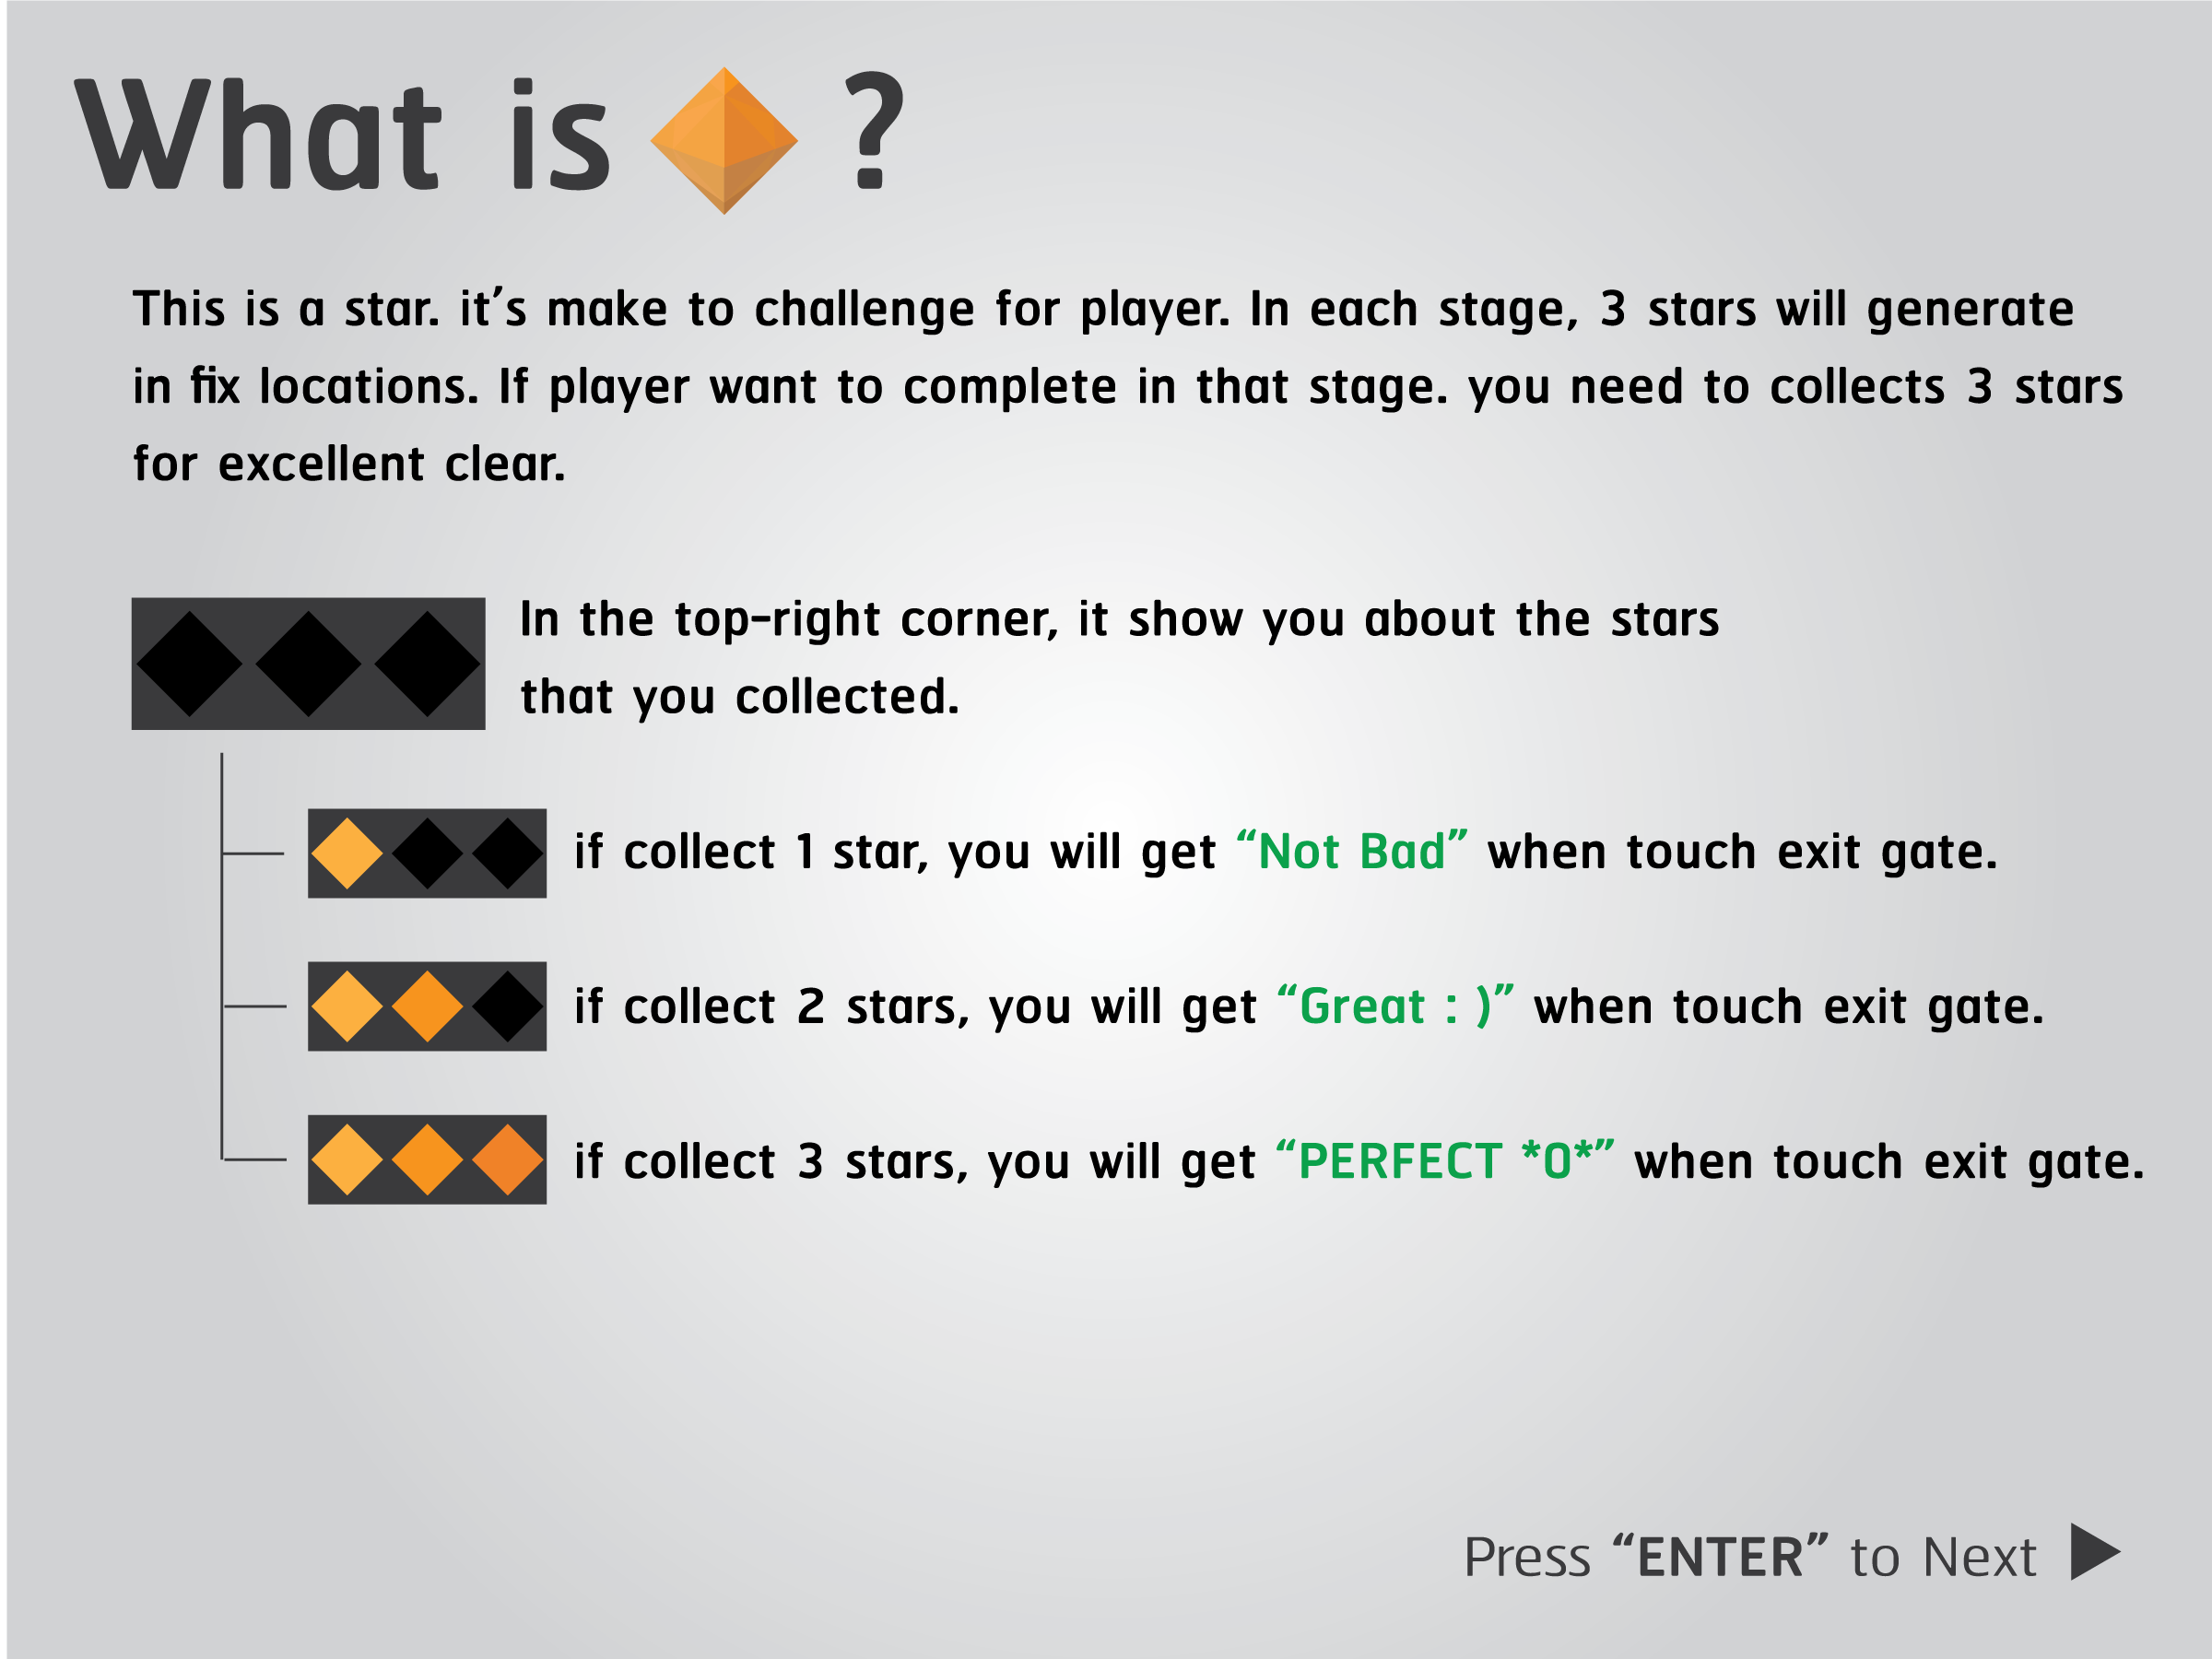 What is ?
This is a star. it’s make to challenge for player. In each stage, 3 stars will generate
in fix locations. If player want to complete in that stage. you need to collects 3 stars
for excellent clear.
In the top-right corner, it show you about the stars
that you collected.
if collect 1 star, you will get “Not Bad” when touch exit gate.
if collect 2 stars, you will get “Great : )” when touch exit gate.
if collect 3 stars, you will get “PERFECT *O*” when touch exit gate.
Press “ENTER” to Next